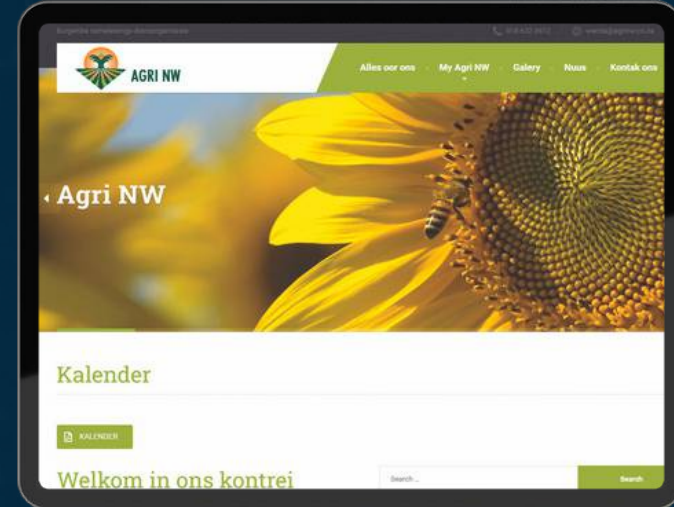 AGRI NW
Alles oor ons
My Agri NW
Galery
Nuus
Kontak ons
Agri NW
Kalender
KALENDER
Welkom in ons kontrei
Search ...
Search